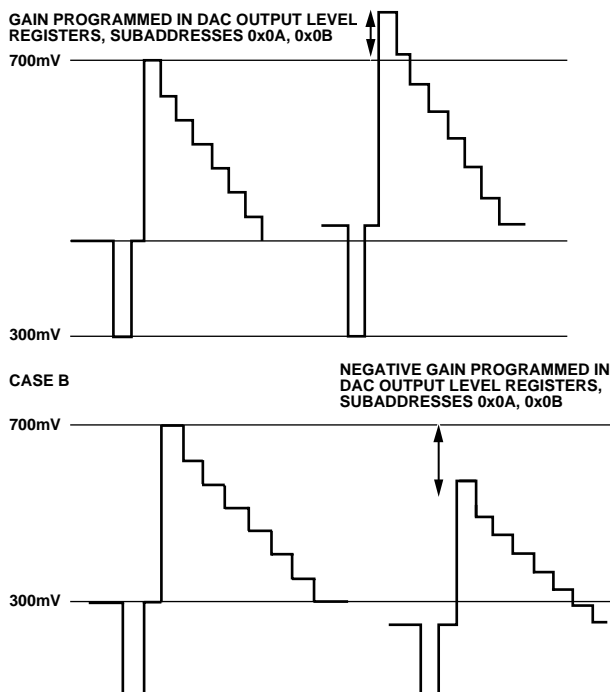 GAIN PROGRAMMED IN DAC OUTPUT LEVEL
REGISTERS, SUBADDRESSES 0x0A, 0x0B
700mV
300mV
CASE B
NEGATIVE GAIN PROGRAMMED IN
DAC OUTPUT LEVEL REGISTERS,
SUBADDRESSES 0x0A, 0x0B
700mV
300mV